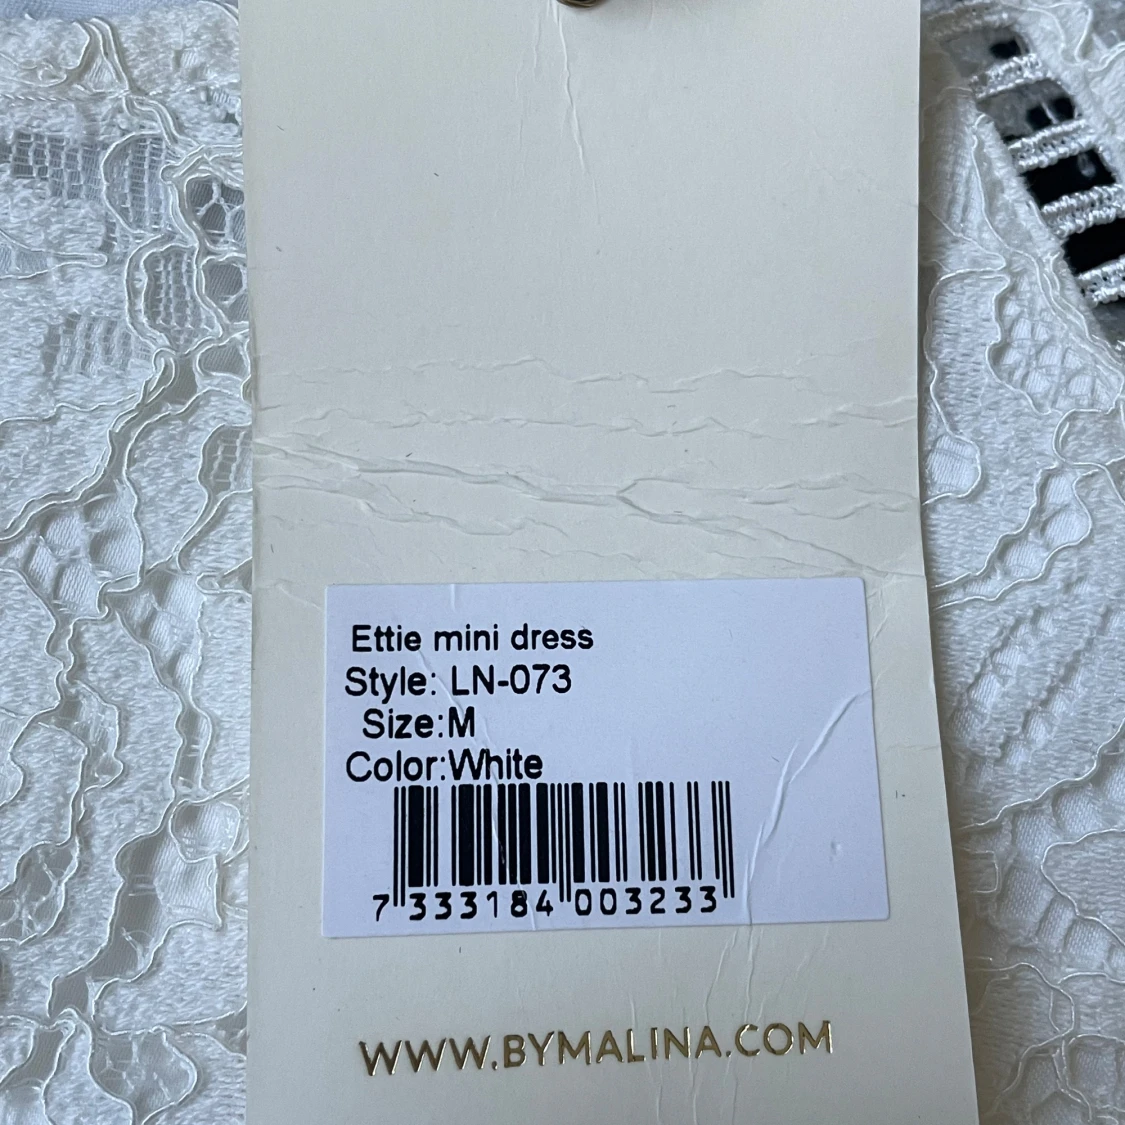 Ettie mini dress
Style: LN-073
Size:M
Color:White
7 333184 003233
WWW.BYMALINA.COM